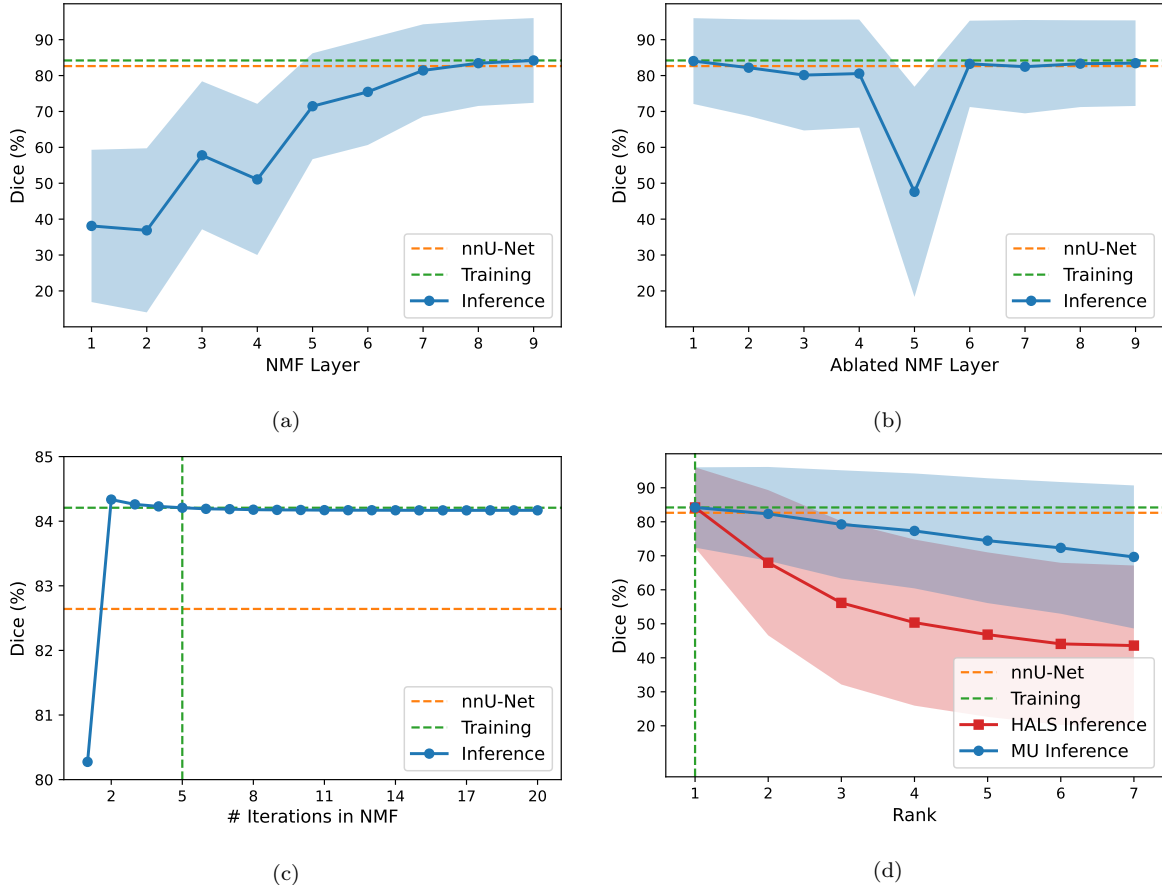 90
80
70
60
50
40
30
20
Dice (%)
nnU-Net
Training
Inference
1 2 3 4 5 6 7 8 9
NMF Layer
(a)
90
80
70
60
50
40
30
20
Dice (%)
nnU-Net
Training
Inference
1 2 3 4 5 6 7 8 9
Ablated NMF Layer
(b)
85
84
83
82
81
80
Dice (%)
nnU-Net
Training
Inference
2 5 8 11 14 17 20
# Iterations in NMF
(c)
90
80
70
60
50
40
30
20
Dice (%)
nnU-Net
Training
HALS Inference
MU Inference
1 2 3 4 5 6 7
Rank
(d)